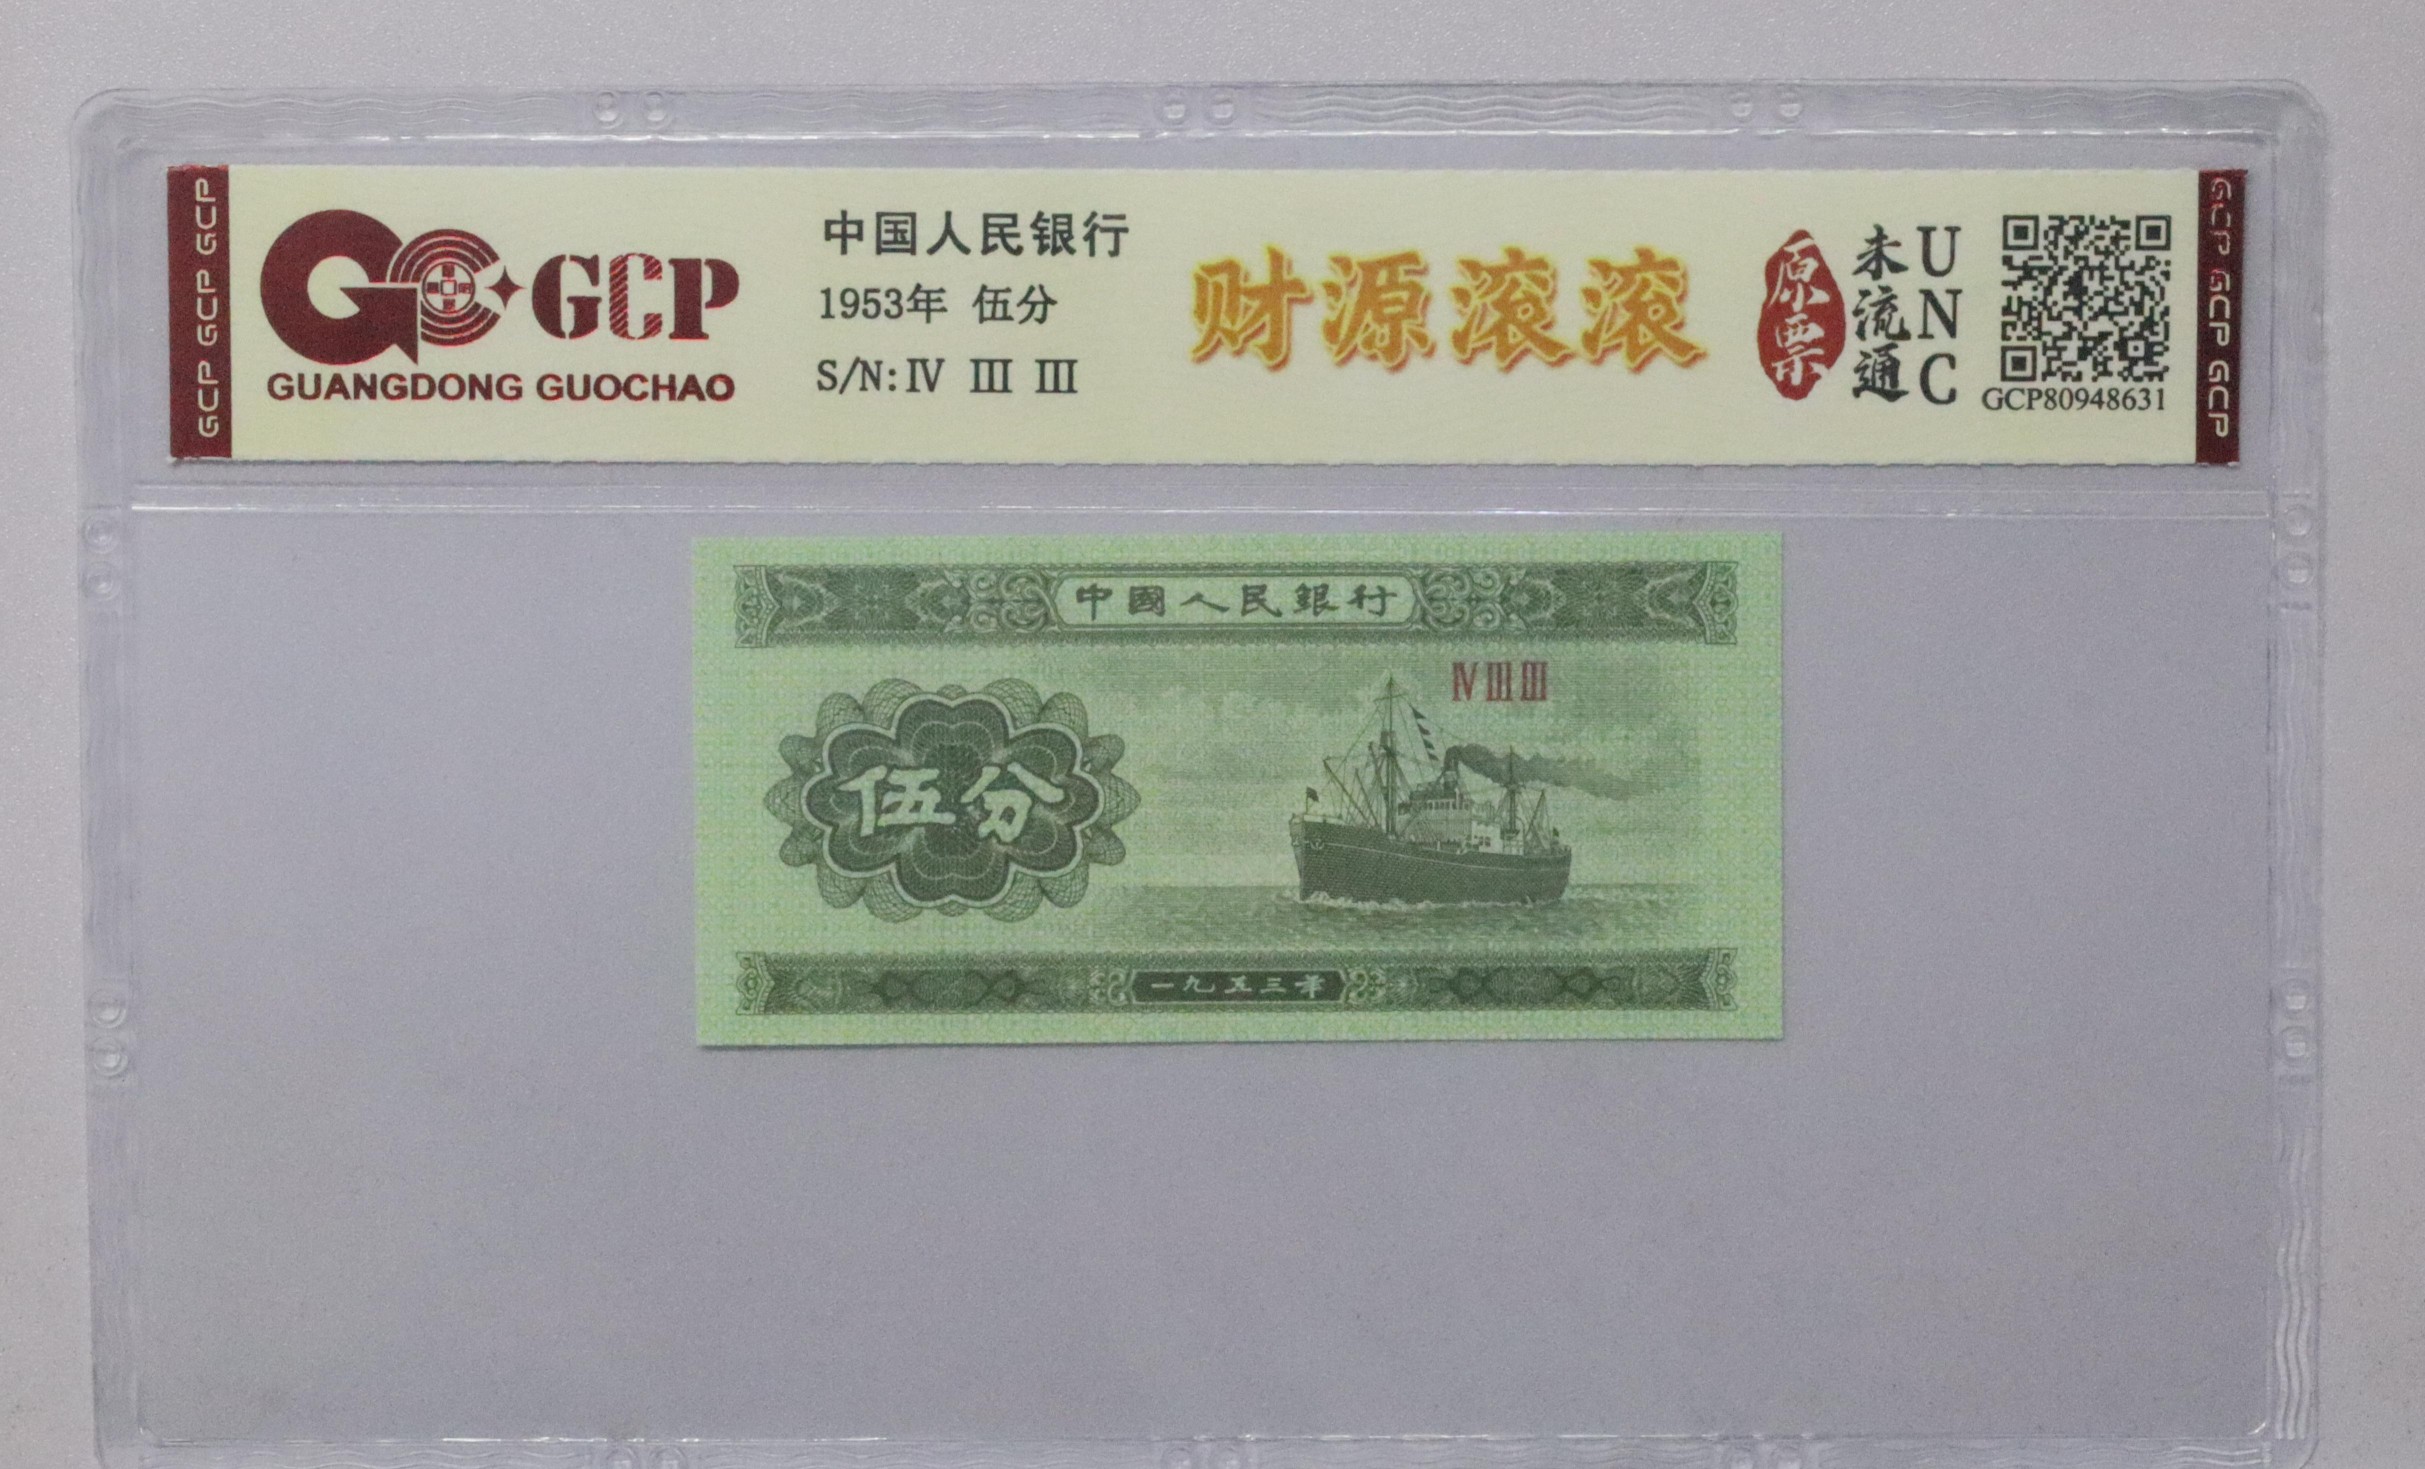 GCP GCP GCP
GCP
GUANGDONG GUOCHAO
中国人民银行
1953年 伍分
S/N: Ⅳ Ⅲ Ⅲ
财源滚滚
原票
未流通
UNC
GCP80948631
GCP GCP GCP
中國人民銀行
Ⅳ Ⅲ Ⅲ
伍分
一九五三年